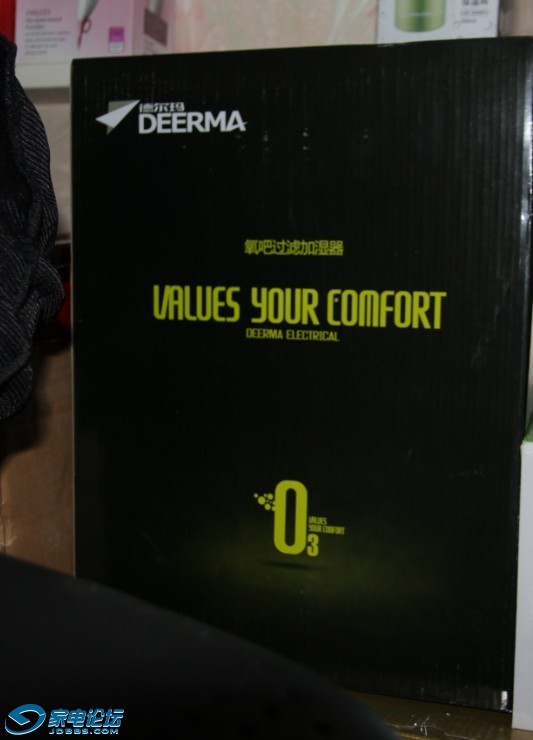 德尔玛
DEERMA
氧吧过滤加湿器
VALUES YOUR COMFORT
DEERMA ELECTRICAL
O3
VALUES
YOUR COMFORT
家电论坛
JDBBS.COM